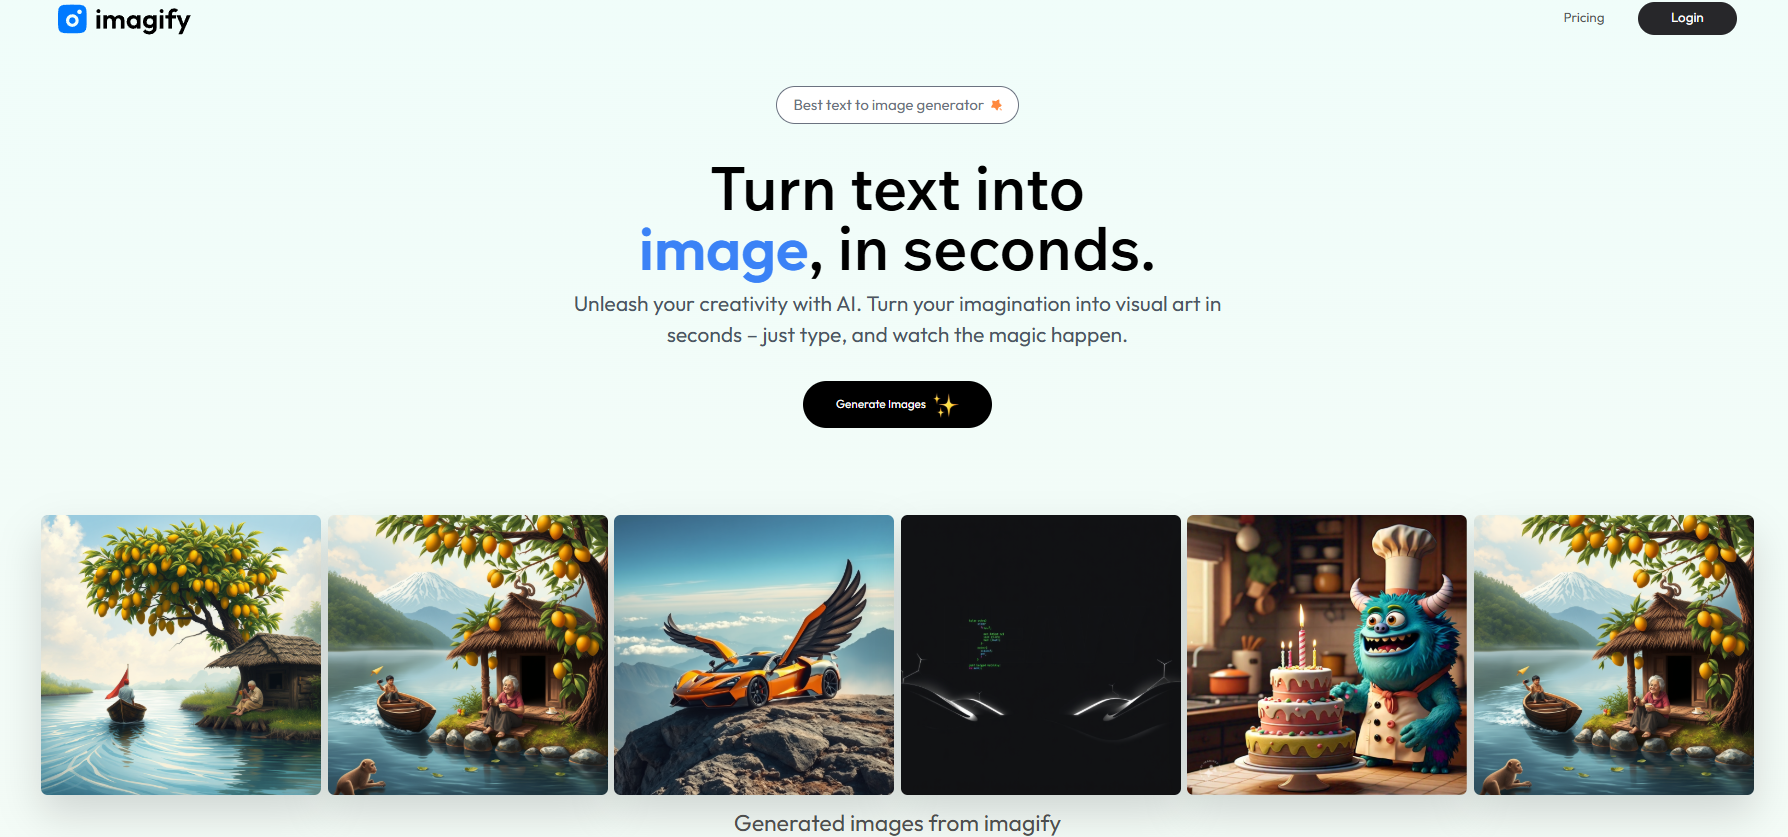 imagify
Pricing
Login
Best text to image generator
Turn text into
image, in seconds.
Unleash your creativity with AI. Turn your imagination into visual art in
seconds – just type, and watch the magic happen.
Generate Images
Generated images from imagify